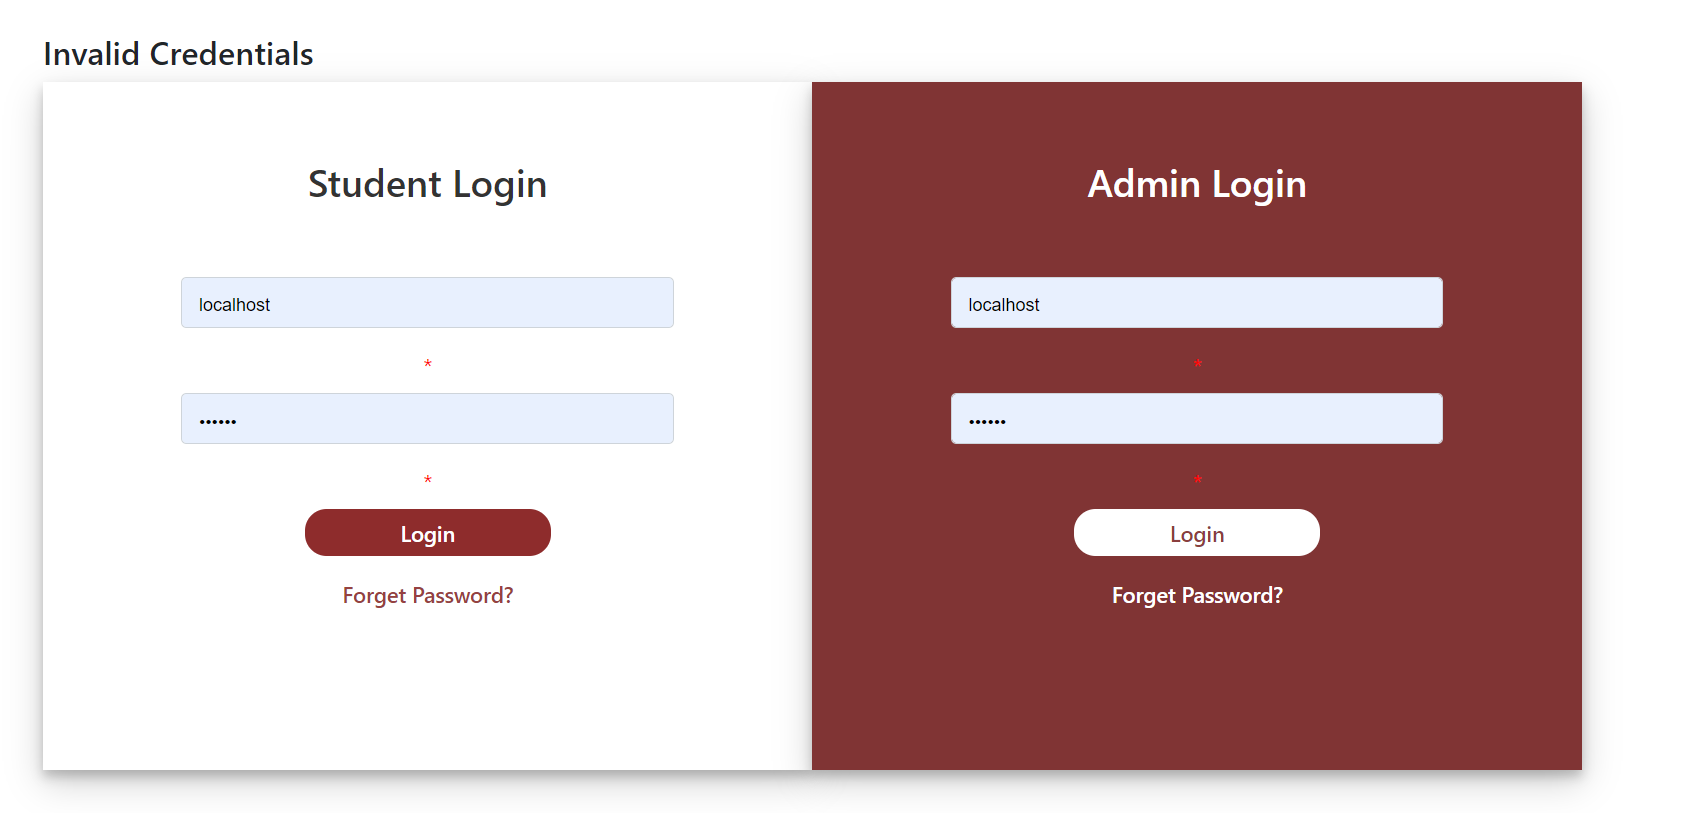 Invalid Credentials
Student Login
localhost
*
••••••
*
Login
Forget Password?
Admin Login
localhost
*
••••••
*
Login
Forget Password?